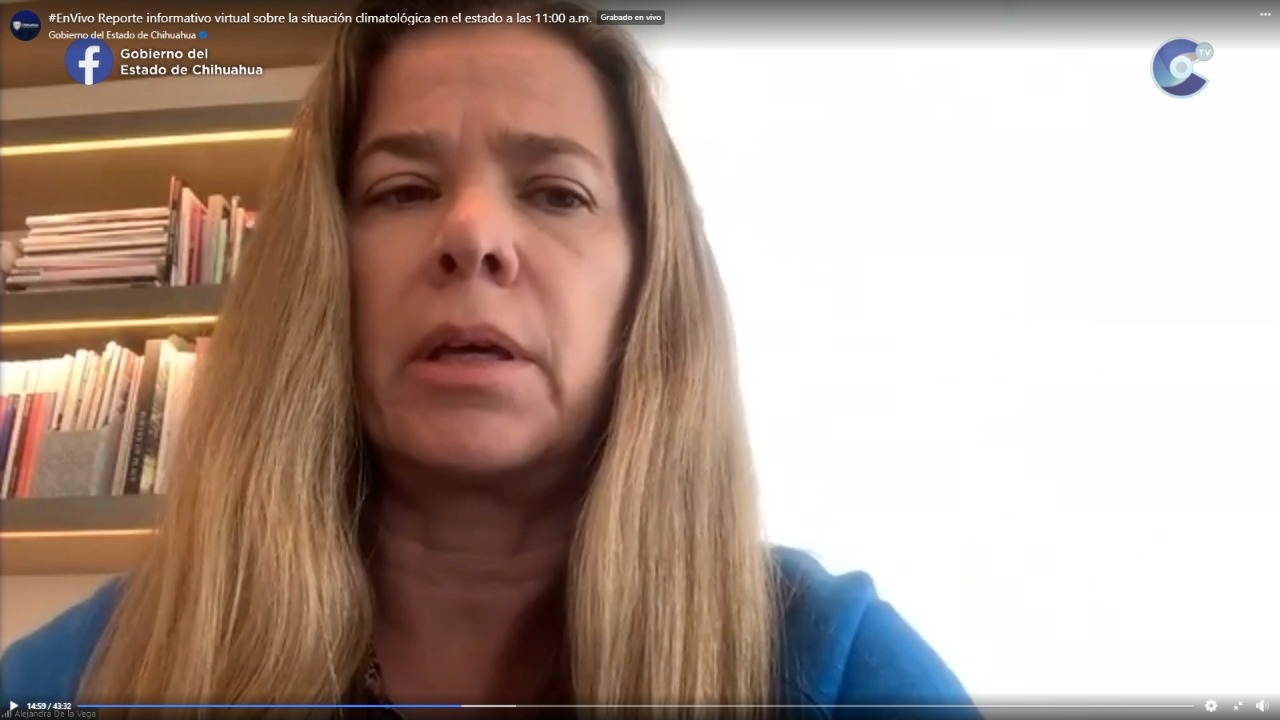 #EnVivo Reporte informativo virtual sobre la situación climatológica en el estado a las 11:00 a.m. Grabado en vivo
Gobierno del Estado de Chihuahua
Gobierno del
Estado de Chihuahua
TV
14:59 / 43:32
Alejandra De la Vega